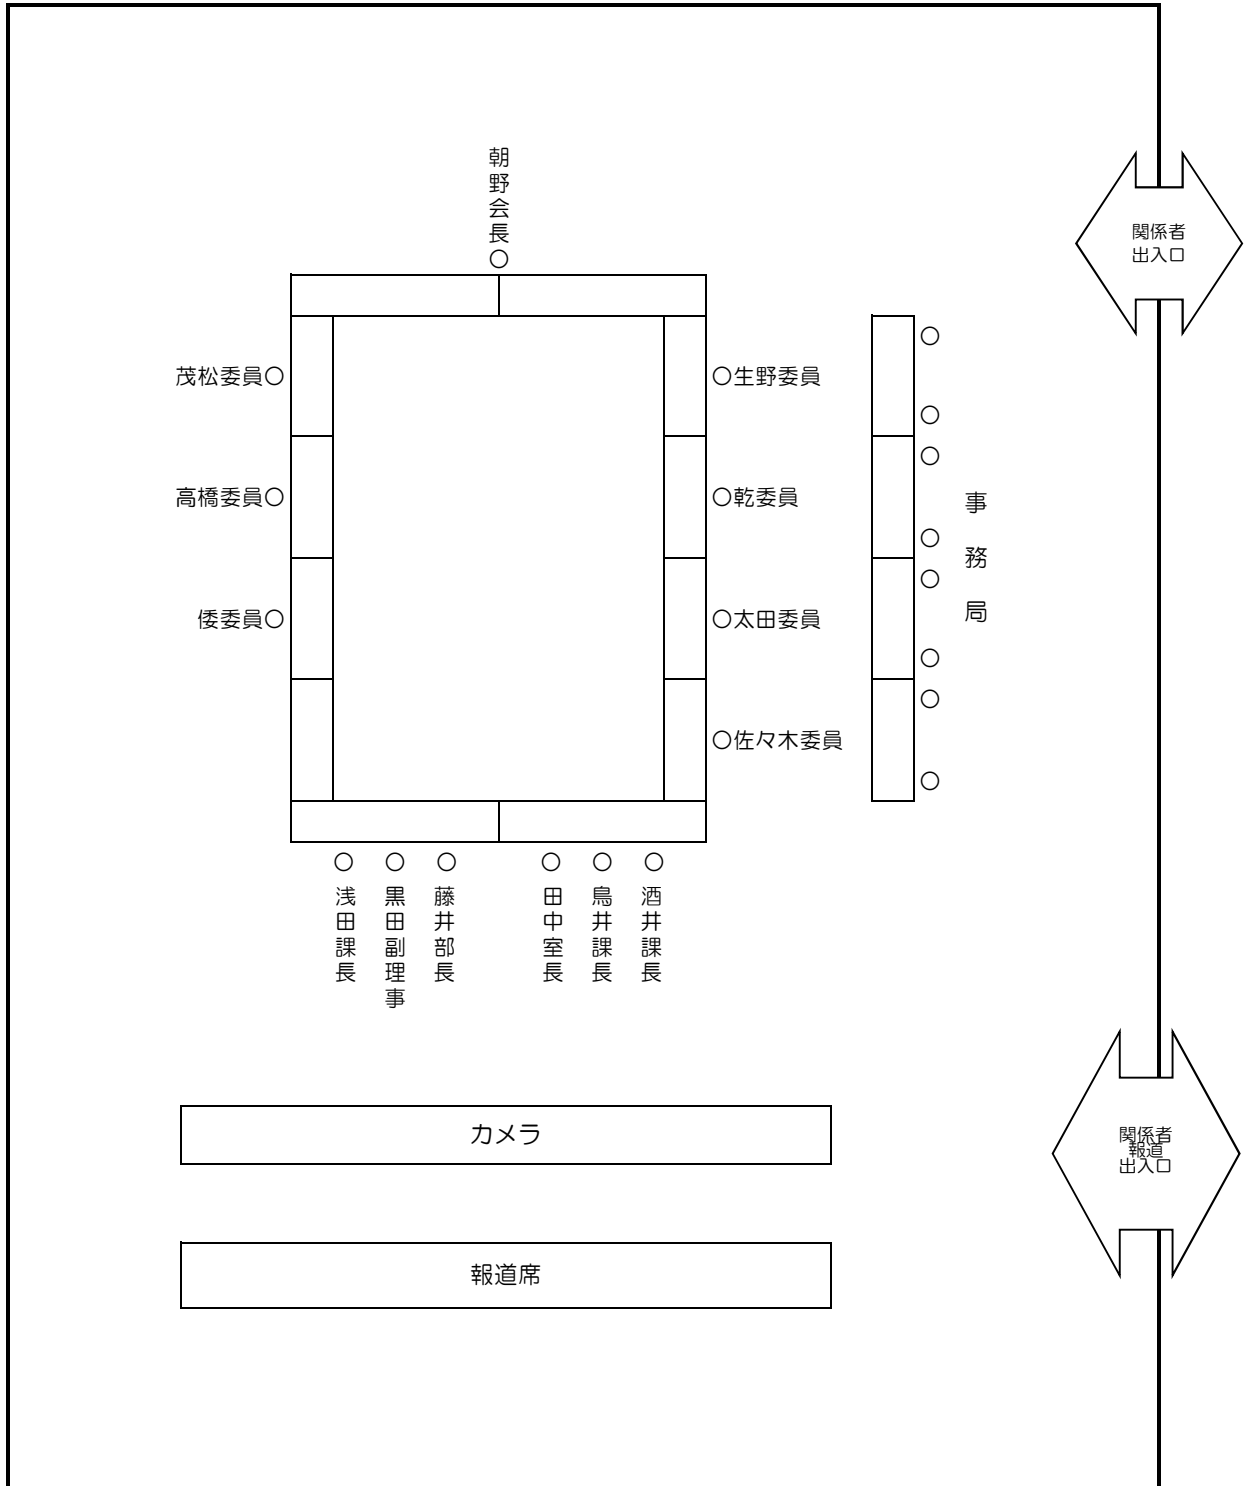 朝野会長○
関係者
出入口
茂松委員○
○生野委員
高橋委員○
○乾委員
倭委員○
○太田委員
○佐々木委員
事務局
浅田課長
黒田副理事
藤井部長
田中室長
鳥井課長
酒井課長
カメラ
関係者
報道
出入口
報道席